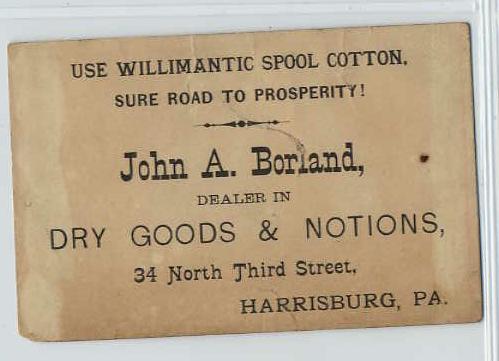 USE WILLIMANTIC SPOOL COTTON.
SURE ROAD TO PROSPERITY!
John A. Borland,
DEALER IN
DRY GOODS & NOTIONS,
34 North Third Street,
HARRISBURG, PA.